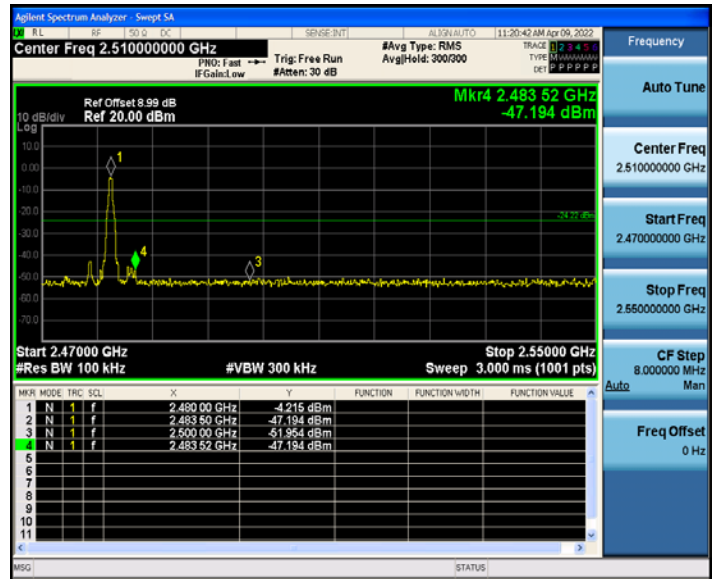 Agilent Spectrum Analyzer - Swept SA
RL RF 50 Ω DC SENSE:INT ALIGNAUTO 11:20:42 AM Apr 09, 2022
Center Freq 2.510000000 GHz
PNO: Fast
IFGain:Low
Trig: Free Run
#Atten: 30 dB
#Avg Type: RMS
Avg|Hold: 300/300
TRACE 1 2 3 4 5 6
TYPE
DET P P P P P P
Mkr4 2.483 52 GHz
-47.194 dBm
Ref Offset 8.99 dB
10 dB/div Ref 20.00 dBm
Log
10.0
0.00
-10.0
-20.0
-30.0
-40.0
-50.0
-60.0
-70.0
1
4
3
-24.22 dBm
Start 2.47000 GHz Stop 2.55000 GHz
#Res BW 100 kHz #VBW 300 kHz Sweep 3.000 ms (1001 pts)
MKR MODE TRC SCL X Y FUNCTION FUNCTION WIDTH FUNCTION VALUE
1 N 1 f 2.480 00 GHz -4.215 dBm
2 N 1 f 2.483 50 GHz -47.194 dBm
3 N 1 f 2.500 00 GHz -51.954 dBm
4 N 1 f 2.483 52 GHz -47.194 dBm
5
6
7
8
9
10
11
MSG STATUS
Frequency
Auto Tune
Center Freq
2.510000000 GHz
Start Freq
2.470000000 GHz
Stop Freq
2.550000000 GHz
CF Step
8.000000 MHz
Auto Man
Freq Offset
0 Hz